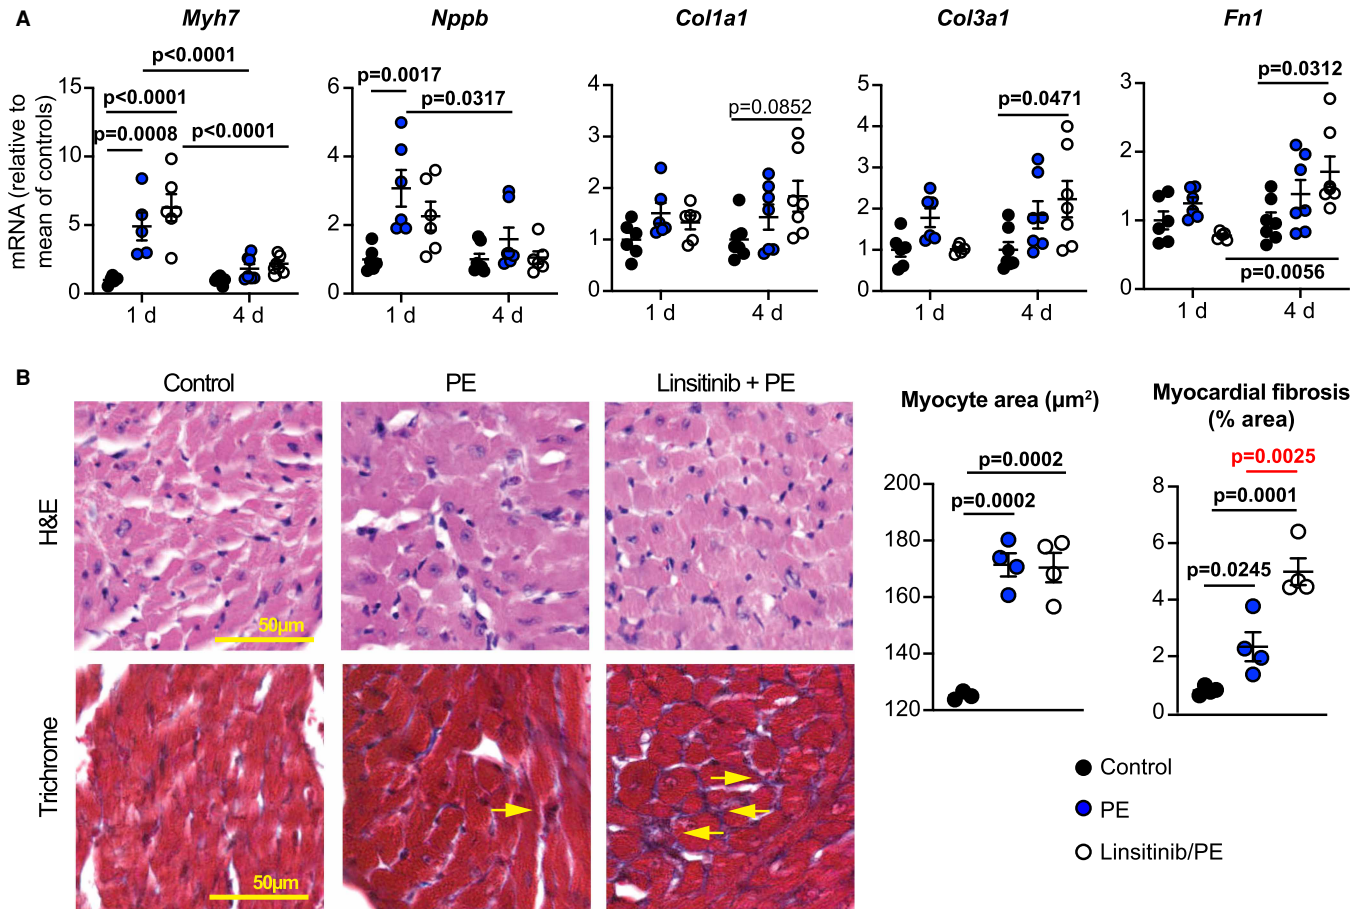 A
Myh7
Nppb
Col1a1
Col3a1
Fn1
mRNA (relative to
mean of controls)
15
10
5
0
p<0.0001
p<0.0001
p=0.0008
p<0.0001
1 d
4 d
6
4
2
0
p=0.0017
p=0.0317
1 d
4 d
4
3
2
1
0
p=0.0852
1 d
4 d
5
4
3
2
1
0
p=0.0471
1 d
4 d
3
2
1
0
p=0.0312
p=0.0056
1 d
4 d
B
Control
PE
Linsitinib + PE
H&E
50µm
Trichrome
50µm
Myocyte area (µm²)
200
180
160
140
120
p=0.0002
p=0.0002
Myocardial fibrosis
(% area)
8
6
4
2
0
p=0.0025
p=0.0001
p=0.0245
Control
PE
Linsitinib/PE